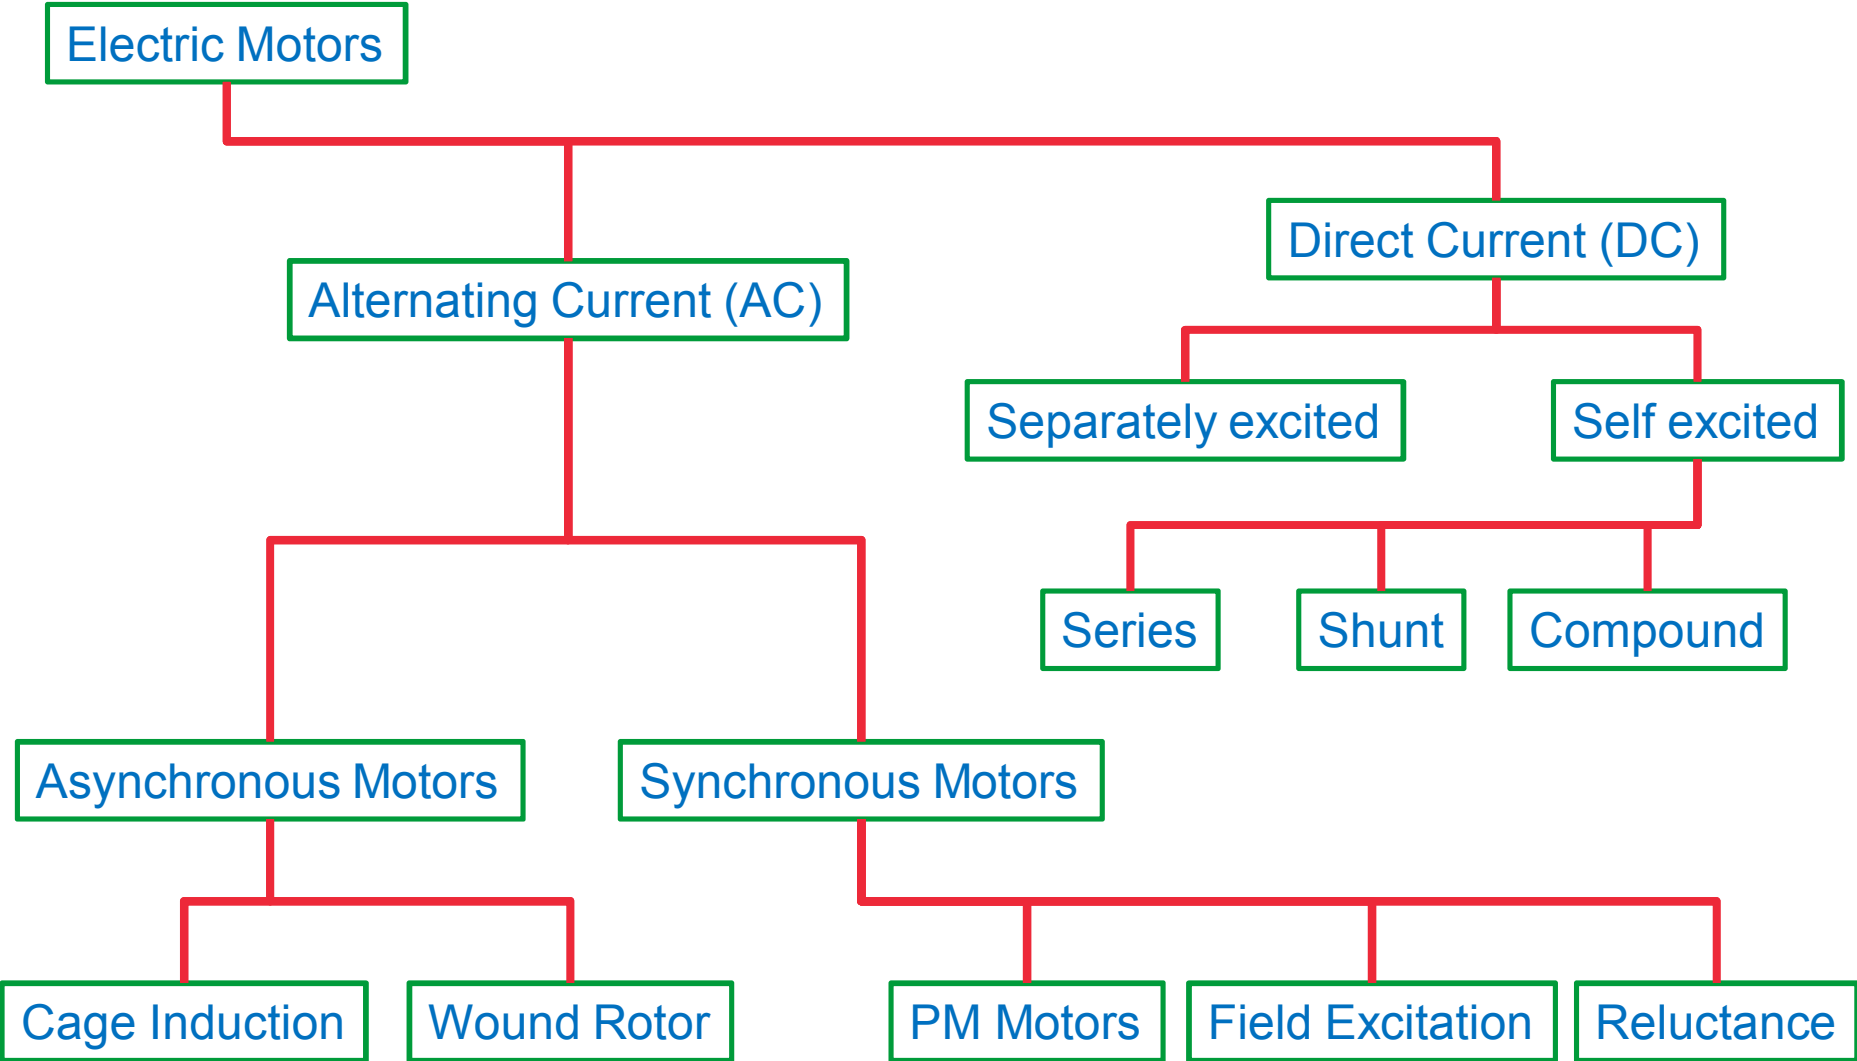 Electric Motors
Direct Current (DC)
Alternating Current (AC)
Separately excited
Self excited
Series
Shunt
Compound
Asynchronous Motors
Synchronous Motors
Cage Induction
Wound Rotor
PM Motors
Field Excitation
Reluctance